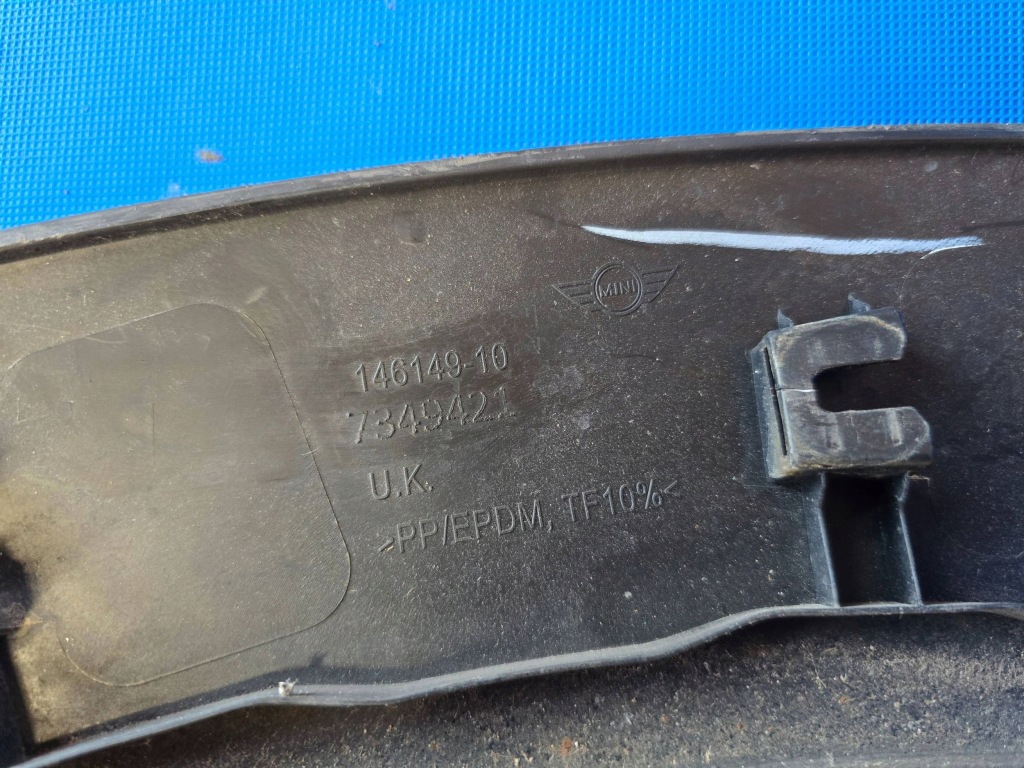 MINI
146149-10
7349421
U.K.
>PP/EPDM, TF10%<